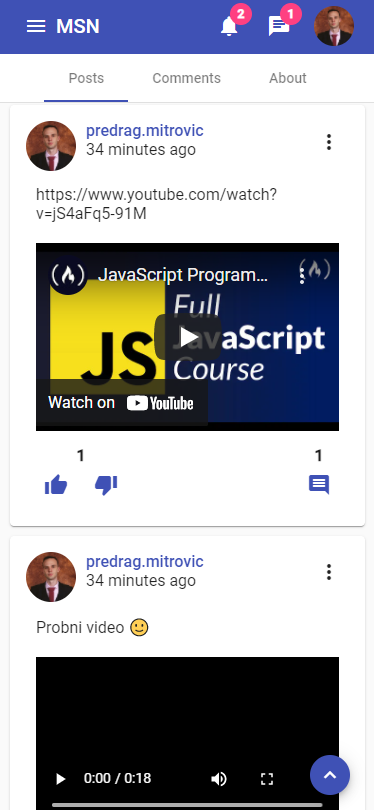 MSN
2
1
Posts Comments About
predrag.mitrovic
34 minutes ago
https://www.youtube.com/watch?
v=jS4aFq5-91M
JavaScript Program...
JS
Full
JavaScript
Course
Watch on YouTube
1
1
predrag.mitrovic
34 minutes ago
Probni video 🙂
0:00 / 0:18